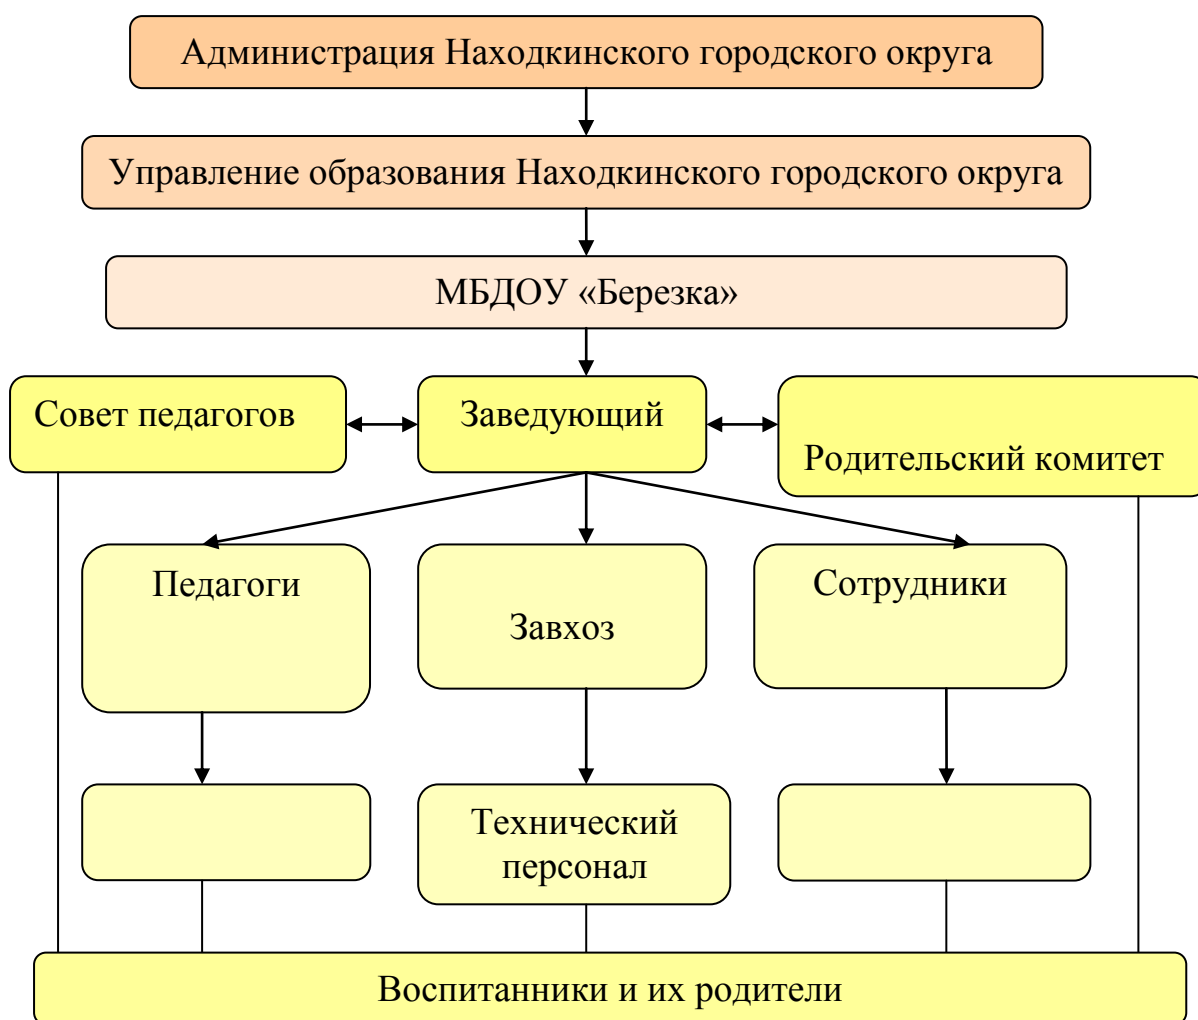 Администрация Находкинского городского округа
Управление образования Находкинского городского округа
МБДОУ «Березка»
Совет педагогов
Заведующий
Родительский комитет
Педагоги
Завхоз
Сотрудники
Технический
персонал
Воспитанники и их родители